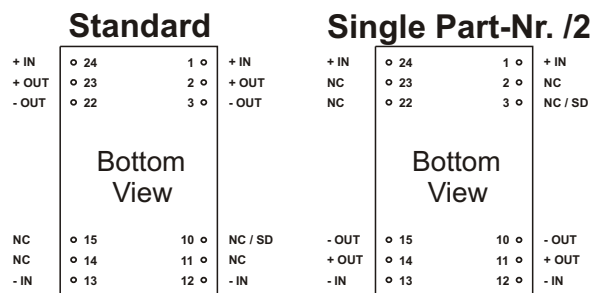 Standard
+ IN 24 1 + IN
+ OUT 23 2 + OUT
- OUT 22 3 - OUT
Bottom
View
NC 15 10 NC / SD
NC 14 11 NC
- IN 13 12 - IN
Single Part-Nr. /2
+ IN 24 1 + IN
NC 23 2 NC
NC 22 3 NC / SD
Bottom
View
- OUT 15 10 - OUT
+ OUT 14 11 + OUT
- IN 13 12 - IN